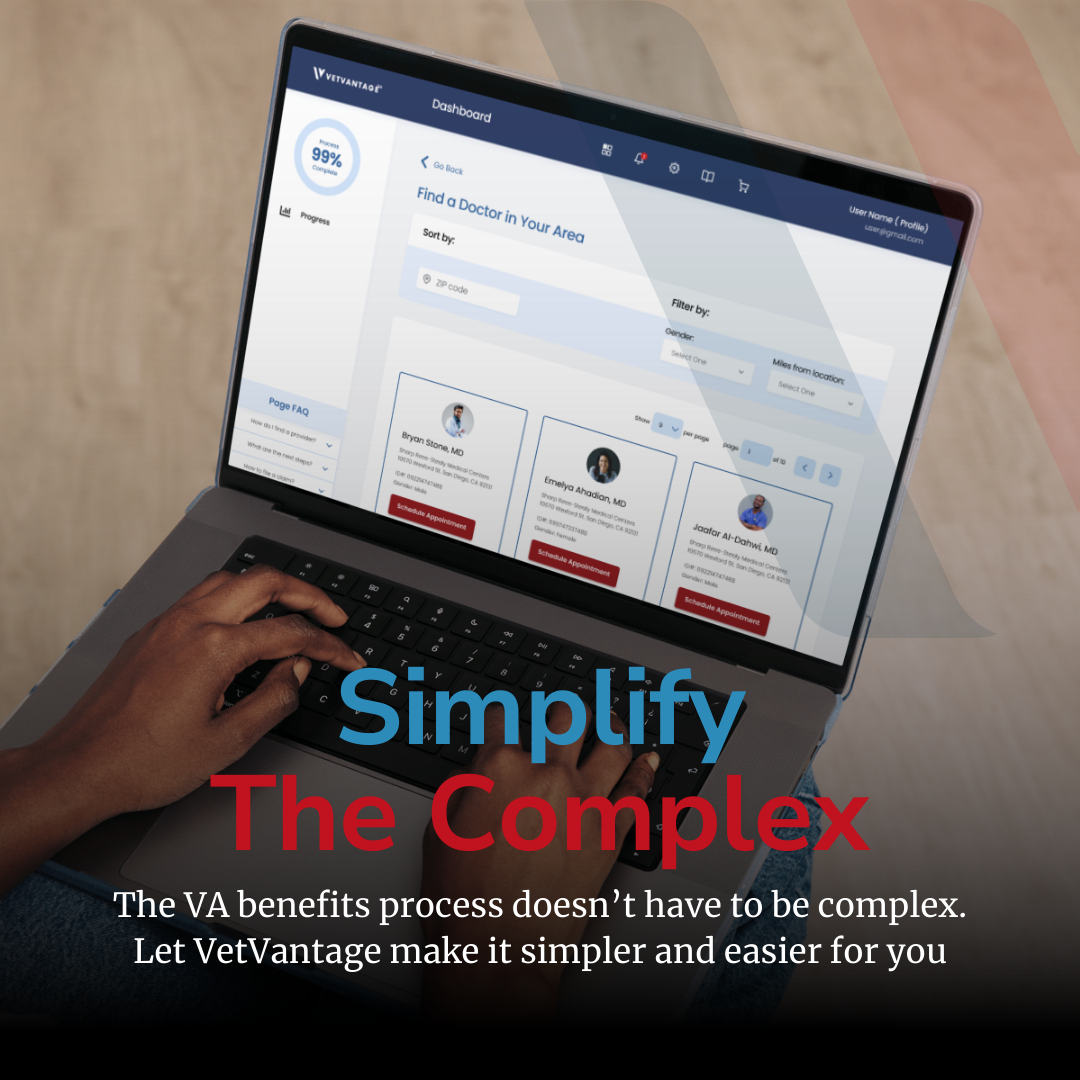 VETVANTAGE
Dashboard
User Name ( Profile)
user@gmail.com
Process
99%
Complete
Progress
Go Back
Find a Doctor in Your Area
Sort by:
ZIP code
Filter by:
Gender:
Select One
Miles from location:
Select One
Show 9 per page
page 1 of 10
Page FAQ
How do I find a provider?
What are the next steps?
How to file a claim?
Bryan Stone, MD
Sharp Rees-Stealy Medical Centers
10670 Wexford St, San Diego, CA 92131
Gender: Male
Schedule Appointment
Emelya Ahadian, MD
Sharp Rees-Stealy Medical Centers
10670 Wexford St, San Diego, CA 92131
Gender: Female
Schedule Appointment
Jaafar Al-Dahwi, MD
Sharp Rees-Stealy Medical Centers
10670 Wexford St, San Diego, CA 92131
Gender: Male
Schedule Appointment
esc
Simplify
The Complex
The VA benefits process doesn’t have to be complex.
Let VetVantage make it simpler and easier for you